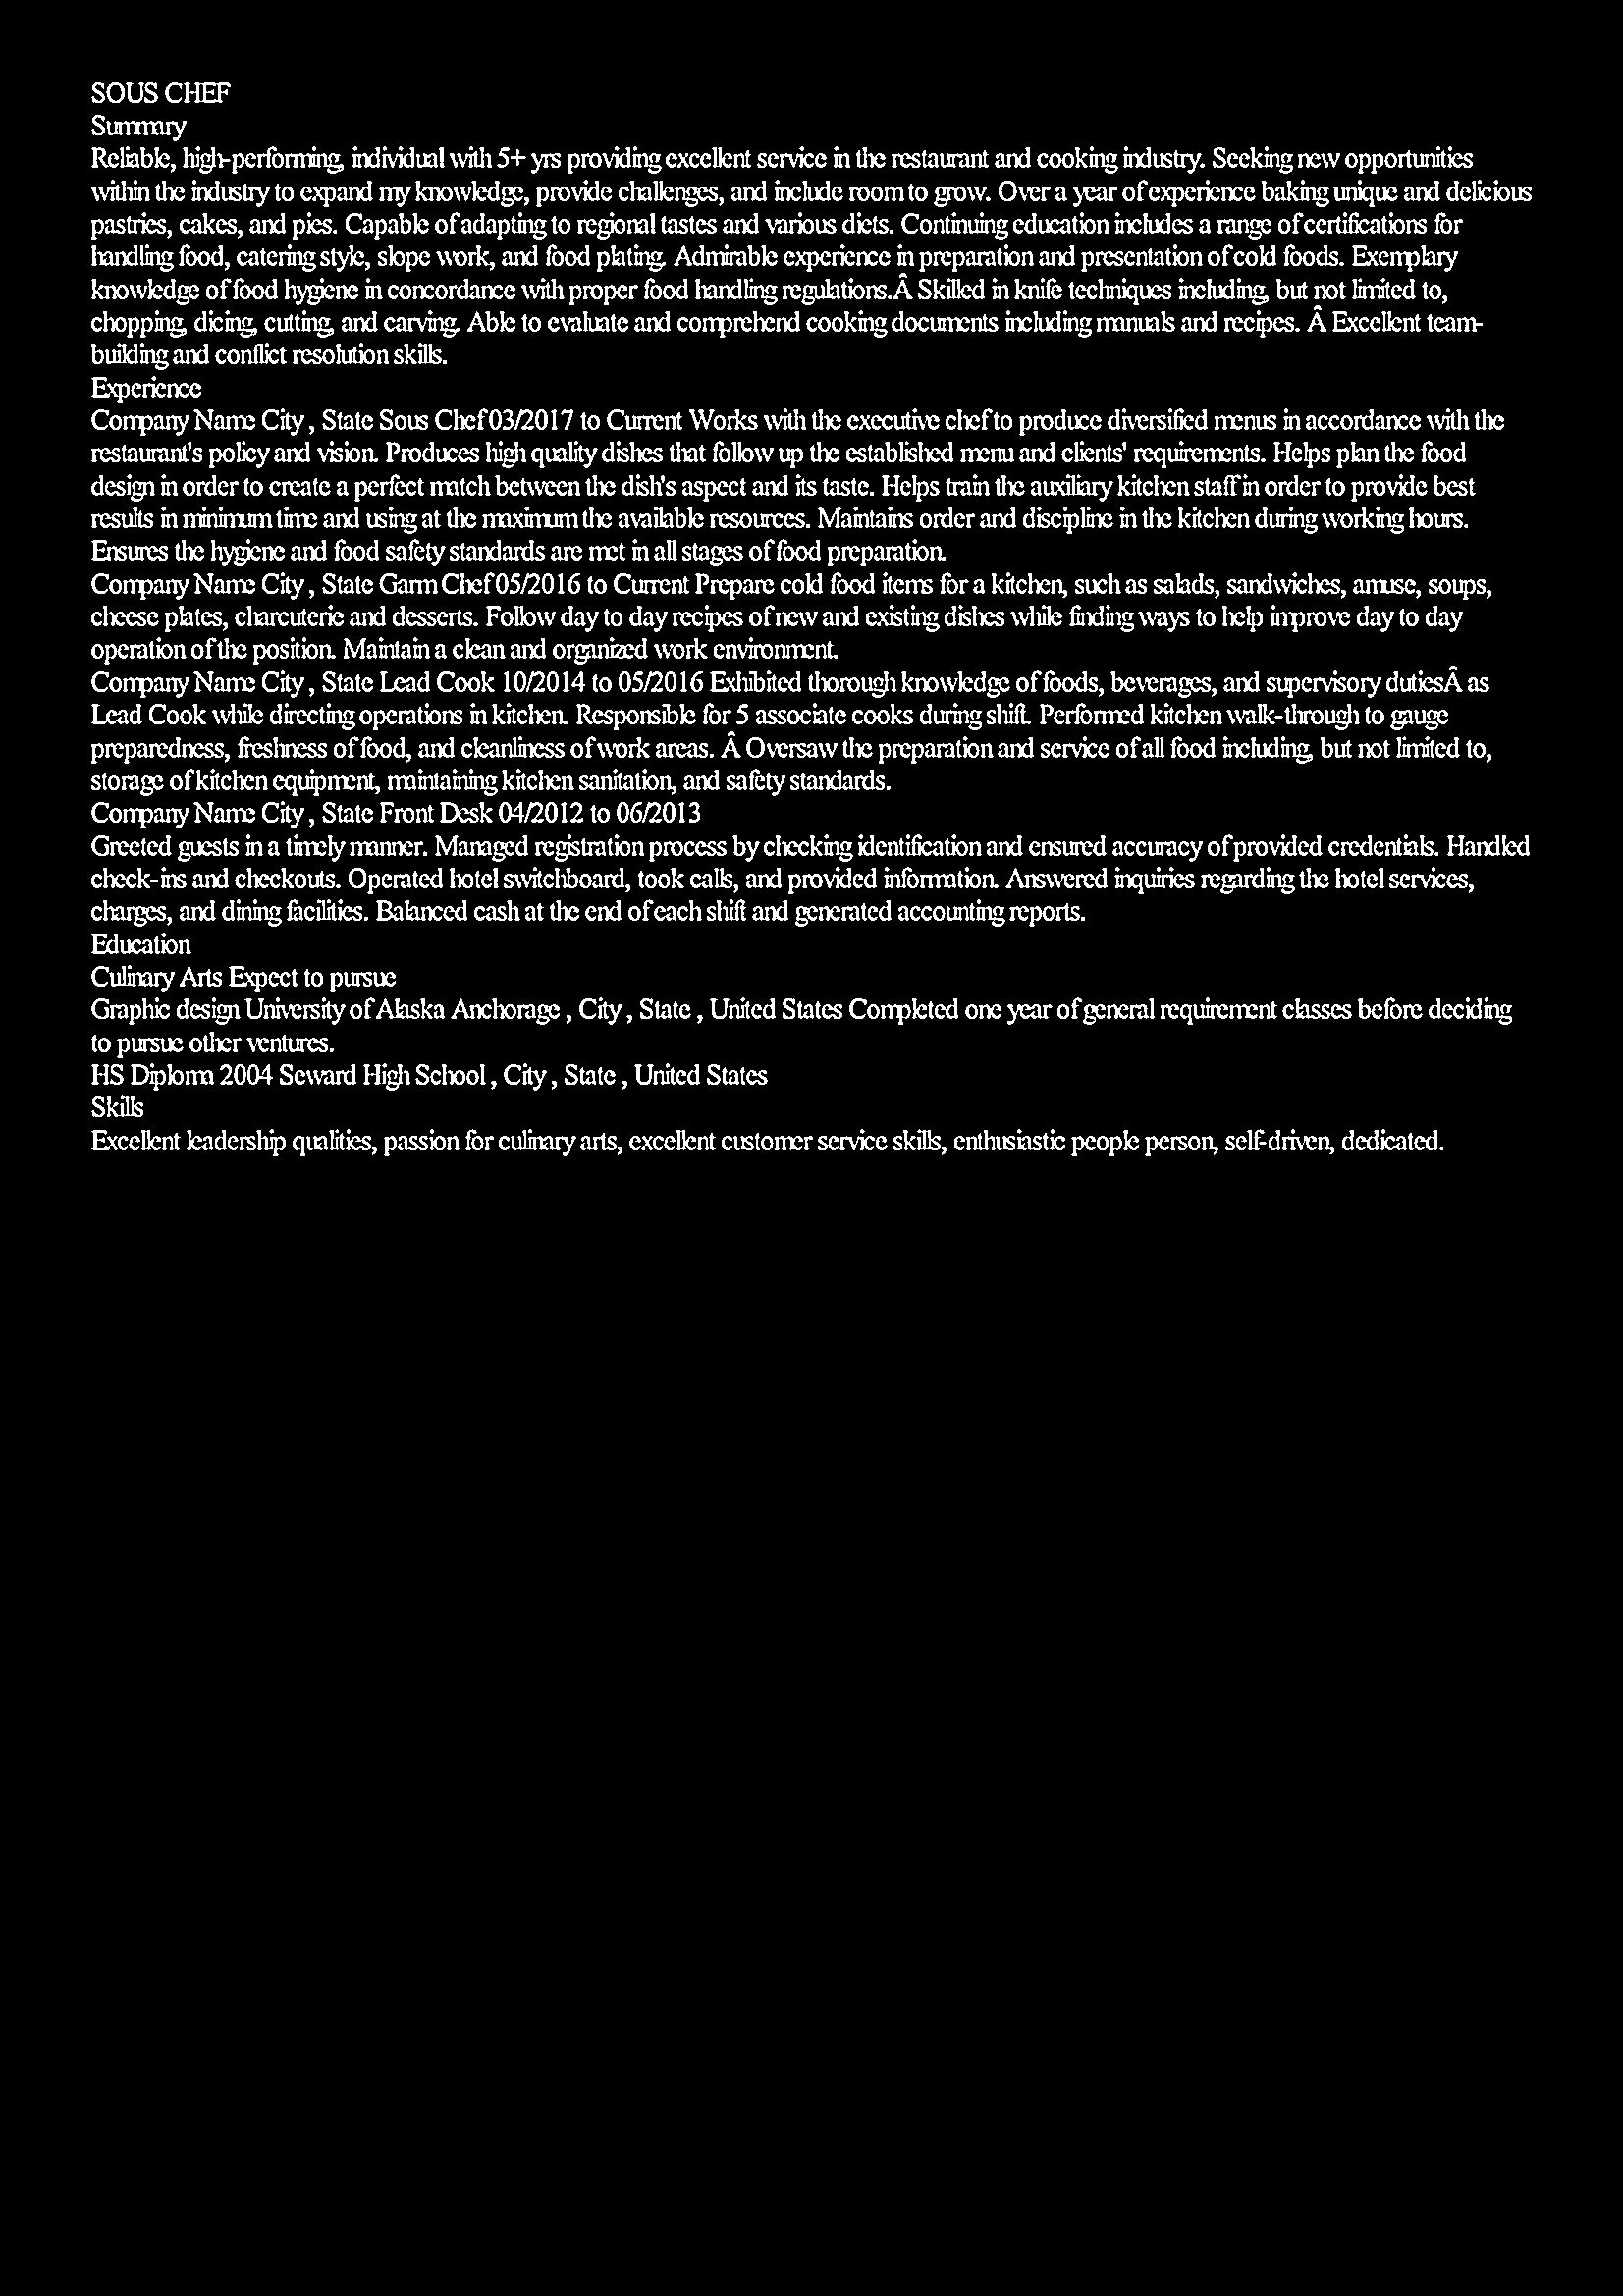 SOUS CHEF
Summary
Reliable, high-performing, individual with 5+ yrs providing excellent service in the restaurant and cooking industry. Seeking new opportunities
within the industry to expand my knowledge, provide challenges, and include room to grow. Over a year of experience baking unique and delicious
pastries, cakes, and pies. Capable of adapting to regional tastes and various diets. Continuing education includes a range of certifications for
handling food, catering style, slope work, and food plating. Admirable experience in preparation and presentation of cold foods. Exemplary
knowledge of food hygiene in concordance with proper food handling regulations.Â Skilled in knife techniques including, but not limited to,
chopping, dicing, cutting, and carving. Able to evaluate and comprehend cooking documents including manuals and recipes. Â Excellent team-
building and conflict resolution skills.
Experience
Company Name City , State Sous Chef 03/2017 to Current Works with the executive chef to produce diversified menus in accordance with the
restaurant's policy and vision. Produces high quality dishes that follow up the established menu and clients' requirements. Helps plan the food
design in order to create a perfect match between the dish's aspect and its taste. Helps train the auxiliary kitchen staff in order to provide best
results in minimum time and using at the maximum the available resources. Maintains order and discipline in the kitchen during working hours.
Ensures the hygiene and food safety standards are met in all stages of food preparation.
Company Name City , State Garm Chef 05/2016 to Current Prepare cold food items for a kitchen, such as salads, sandwiches, amuse, soups,
cheese plates, charcuterie and desserts. Follow day to day recipes of new and existing dishes while finding ways to help improve day to day
operation of the position. Maintain a clean and organized work environment.
Company Name City , State Lead Cook 10/2014 to 05/2016 Exhibited thorough knowledge of foods, beverages, and supervisory dutiesÂ as
Lead Cook while directing operations in kitchen. Responsible for 5 associate cooks during shift. Performed kitchen walk-through to gauge
preparedness, freshness of food, and cleanliness of work areas. Â Oversaw the preparation and service of all food including, but not limited to,
storage of kitchen equipment, maintaining kitchen sanitation, and safety standards.
Company Name City , State Front Desk 04/2012 to 06/2013
Greeted guests in a timely manner. Managed registration process by checking identification and ensured accuracy of provided credentials. Handled
check-ins and checkouts. Operated hotel switchboard, took calls, and provided information. Answered inquiries regarding the hotel services,
charges, and dining facilities. Balanced cash at the end of each shift and generated accounting reports.
Education
Culinary Arts Expect to pursue
Graphic design University of Alaska Anchorage , City , State , United States Completed one year of general requirement classes before deciding
to pursue other ventures.
HS Diploma 2004 Seward High School , City , State , United States
Skills
Excellent leadership qualities, passion for culinary arts, excellent customer service skills, enthusiastic people person, self-driven, dedicated.